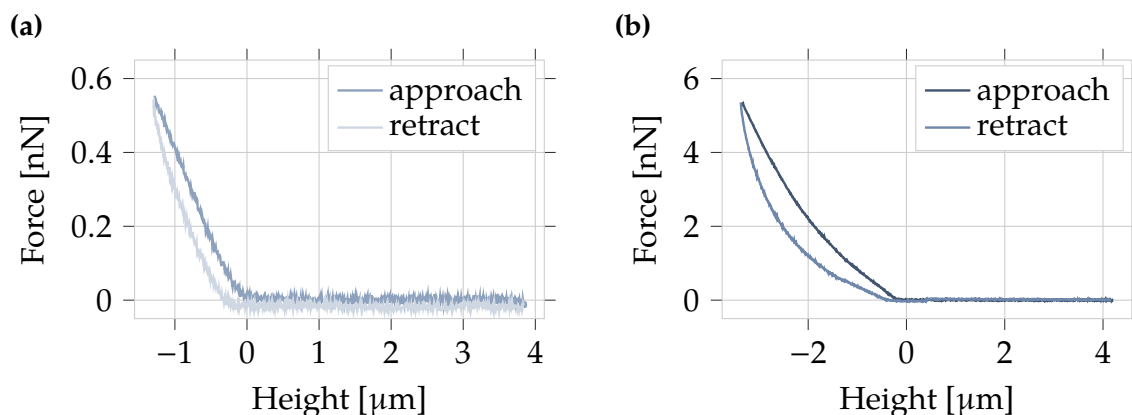 (a)
0.6
0.4
0.2
0
Force [nN]
approach
retract
−1 0 1 2 3 4
Height [µm]
(b)
6
4
2
0
Force [nN]
approach
retract
−2 0 2 4
Height [µm]